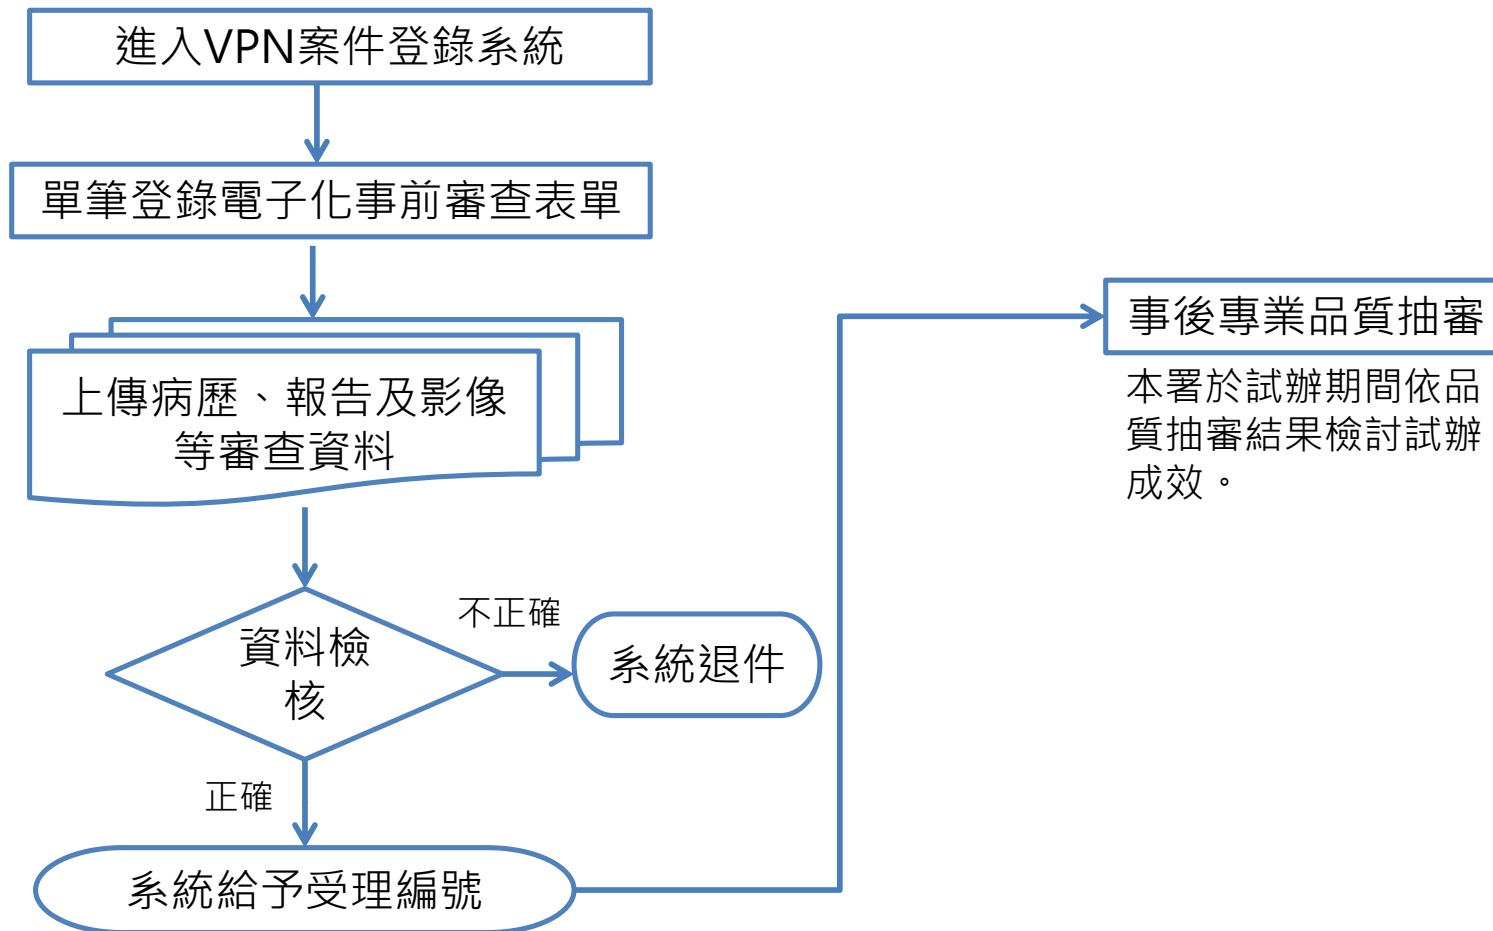 進入VPN案件登錄系統
單筆登錄電子化事前審查表單
上傳病歷、報告及影像
等審查資料
資料檢
核
不正確
系統退件
正確
系統給予受理編號
事後專業品質抽審
本署於試辦期間依品
質抽審結果檢討試辦
成效。